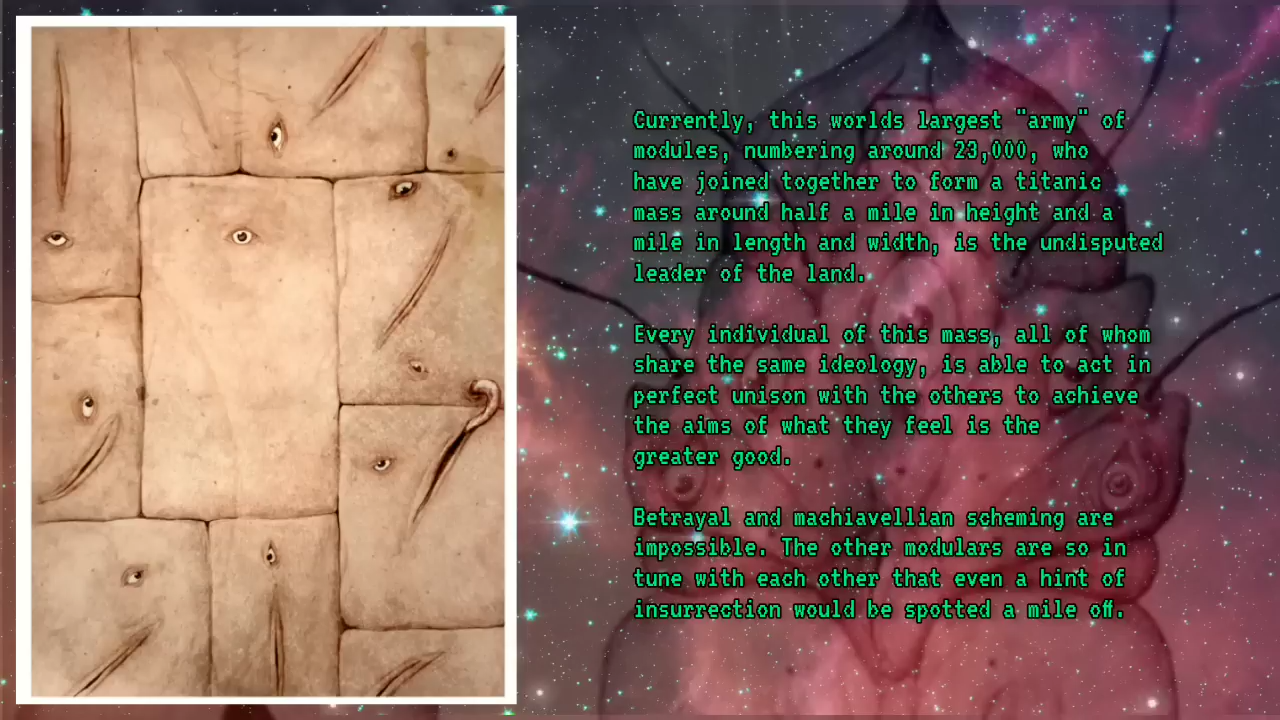 Currently, this worlds largest "army" of
modules, numbering around 23,000, who
have joined together to form a titanic
mass around half a mile in height and a
mile in length and width, is the undisputed
leader of the land.
Every individual of this mass, all of whom
share the same ideology, is able to act in
perfect unison with the others to achieve
the aims of what they feel is the
greater good.
Betrayal and machiavellian scheming are
impossible. The other modulars are so in
tune with each other that even a hint of
insurrection would be spotted a mile off.